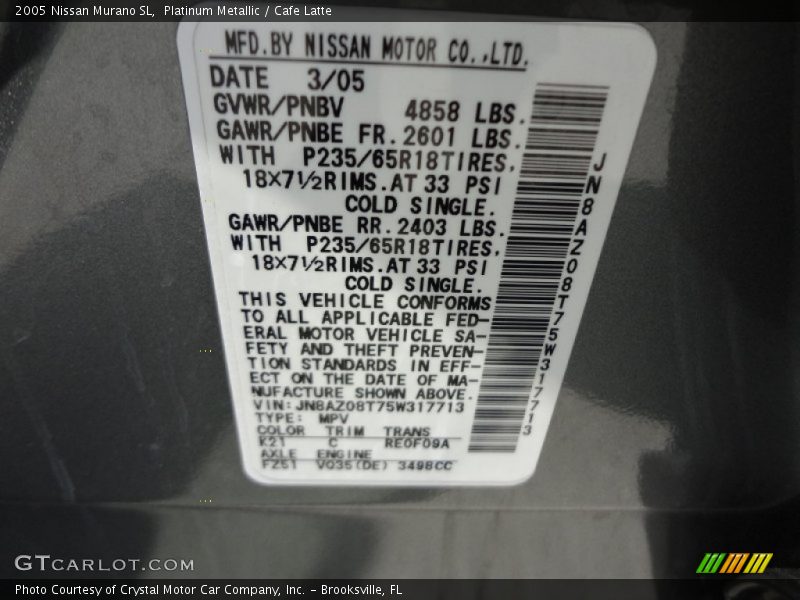 2005 Nissan Murano SL, Platinum Metallic / Cafe Latte
MFD.BY NISSAN MOTOR CO.,LTD.
DATE 3/05
GVWR/PNBV 4858 LBS.
GAWR/PNBE FR. 2601 LBS.
WITH P235/65R18TIRES,
18X7½RIMS.AT 33 PSI
COLD SINGLE.
GAWR/PNBE RR. 2403 LBS.
WITH P235/65R18TIRES,
18X7½RIMS.AT 33 PSI
COLD SINGLE.
THIS VEHICLE CONFORMS
TO ALL APPLICABLE FED-
ERAL MOTOR VEHICLE SA-
FETY AND THEFT PREVEN-
TION STANDARDS IN EFF-
ECT ON THE DATE OF MA-
NUFACTURE SHOWN ABOVE.
VIN: JN8AZ08T75W317713
TYPE: MPV
COLOR TRIM TRANS
K21 C RE0F09A
AXLE ENGINE
FZ51 VQ35(DE) 3498CC
JN8AZ08T75W317713
GTCARLOT.COM
Photo Courtesy of Crystal Motor Car Company, Inc. – Brooksville, FL